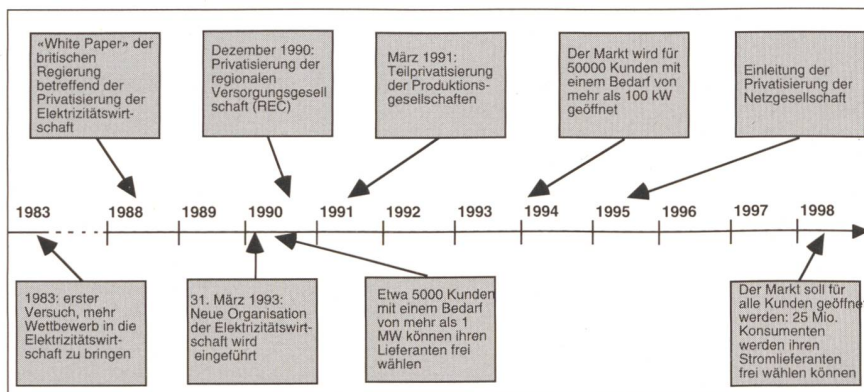 «White Paper» der
britischen
Regierung
betreffend der
Privatisierung der
Elektrizitätswirt-
schaft
Dezember 1990:
Privatisierung der
regionalen
Versorgungsgesell
schaft (REC)
März 1991:
Teilprivatisierung
der Produktions-
gesellschaften
Der Markt wird für
50000 Kunden mit
einem Bedarf von
mehr als 100 kW
geöffnet
Einleitung der
Privatisierung der
Netzgesellschaft
1983 1988 1989 1990 1991 1992 1993 1994 1995 1996 1997 1998
1983: erster
Versuch, mehr
Wettbewerb in die
Elektrizitätswirt-
schaft zu bringen
31. März 1993:
Neue Organisation
der Elektrizitätswirt-
schaft wird
eingeführt
Etwa 5000 Kunden
mit einem Bedarf
von mehr als 1
MW können ihren
Lieferanten frei
wählen
Der Markt soll für
alle Kunden geöffnet
werden: 25 Mio.
Konsumenten
werden ihren
Stromlieferanten
frei wählen können